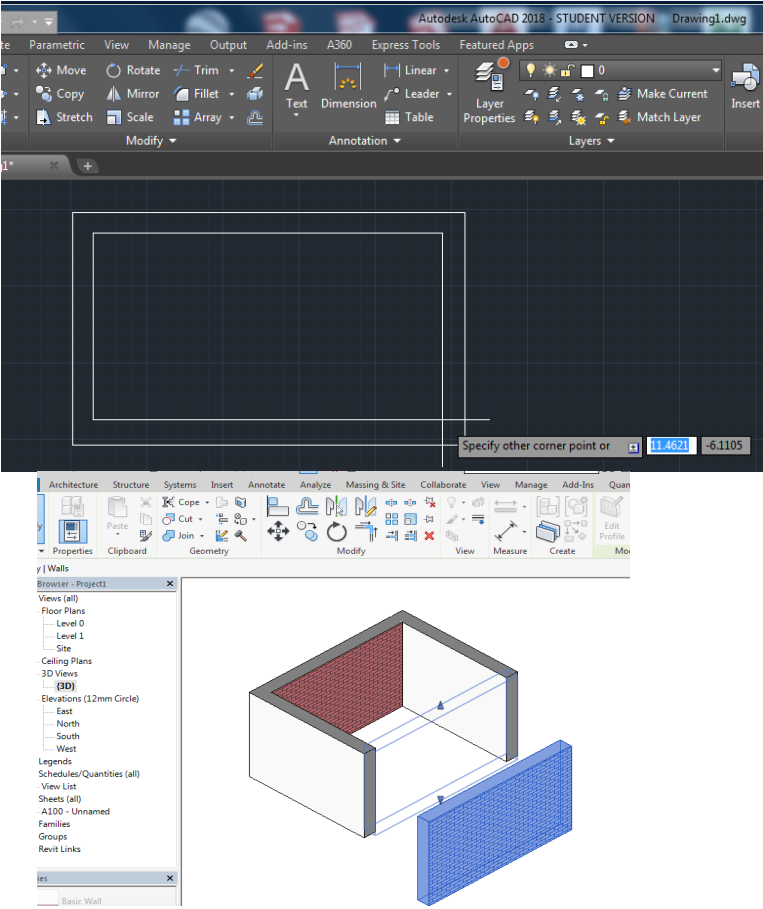 Autodesk AutoCAD 2018 - STUDENT VERSION Drawing1.dwg
te Parametric View Manage Output Add-ins A360 Express Tools Featured Apps
Move Rotate Trim Linear 0
Copy Mirror Fillet Text Dimension Leader Layer Properties Make Current Insert
Stretch Scale Array Table Match Layer
Modify Annotation Layers
g1*
Specify other corner point or 11.4621 -6.1105
Architecture Structure Systems Insert Annotate Analyze Massing & Site Collaborate View Manage Add-Ins Quan
Cope
Paste Cut Edit Profile
Join
Properties Clipboard Geometry Modify View Measure Create Mo
y | Walls
Browser - Project1
Views (all)
Floor Plans
Level 0
Level 1
Site
Ceiling Plans
3D Views
{3D}
Elevations (12mm Circle)
East
North
South
West
Legends
Schedules/Quantities (all)
View List
Sheets (all)
A100 - Unnamed
Families
Groups
Revit Links
ies
Basic Wall